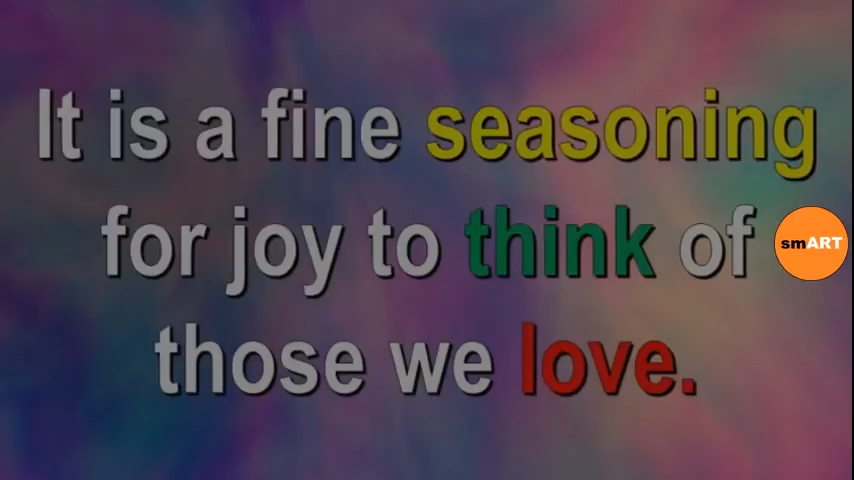 It is a fine seasoning
for joy to think of
smART
those we love.